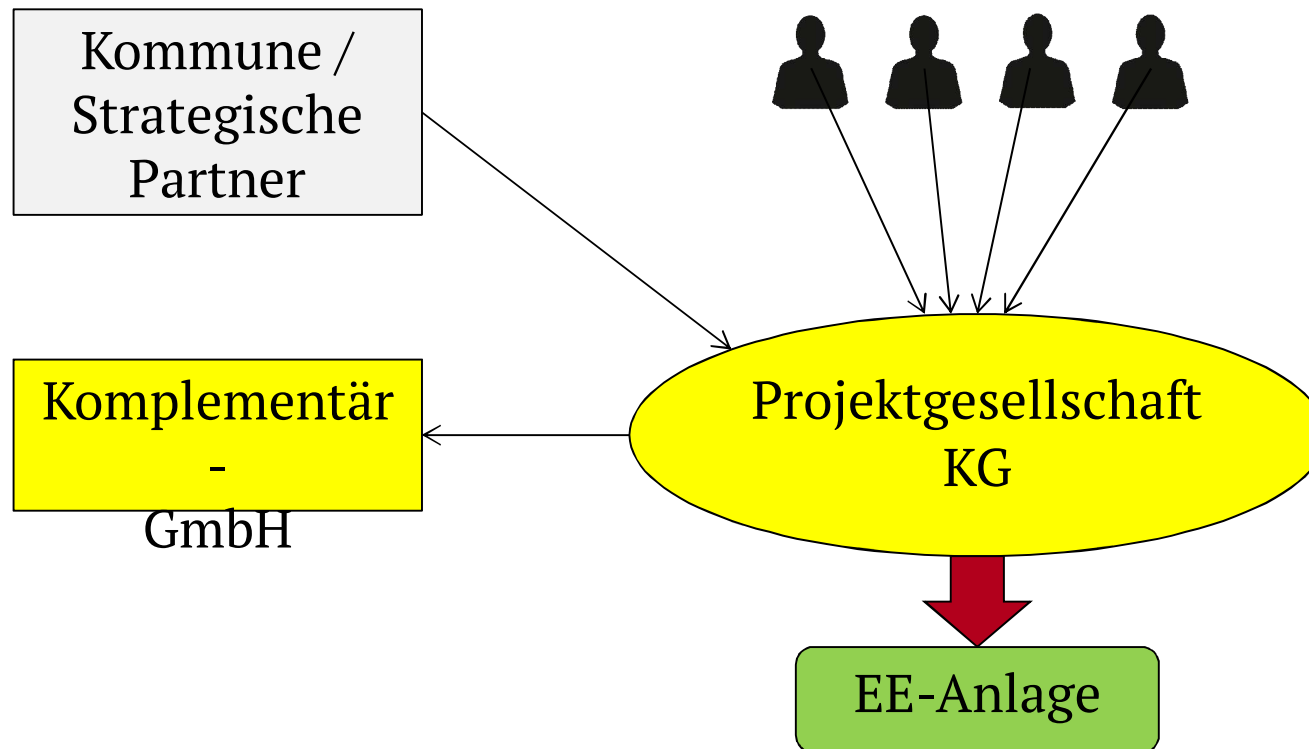 Kommune /
Strategische
Partner
Komplementär
-
GmbH
Projektgesellschaft
KG
EE-Anlage